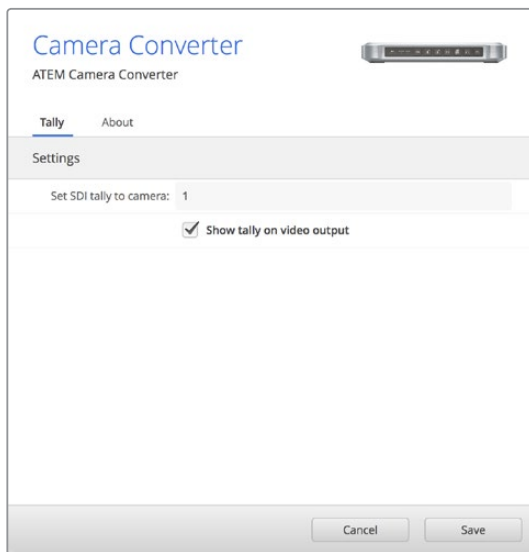 Camera Converter
ATEM Camera Converter
Tally About
Settings
Set SDI tally to camera: 1
Show tally on video output
Cancel Save